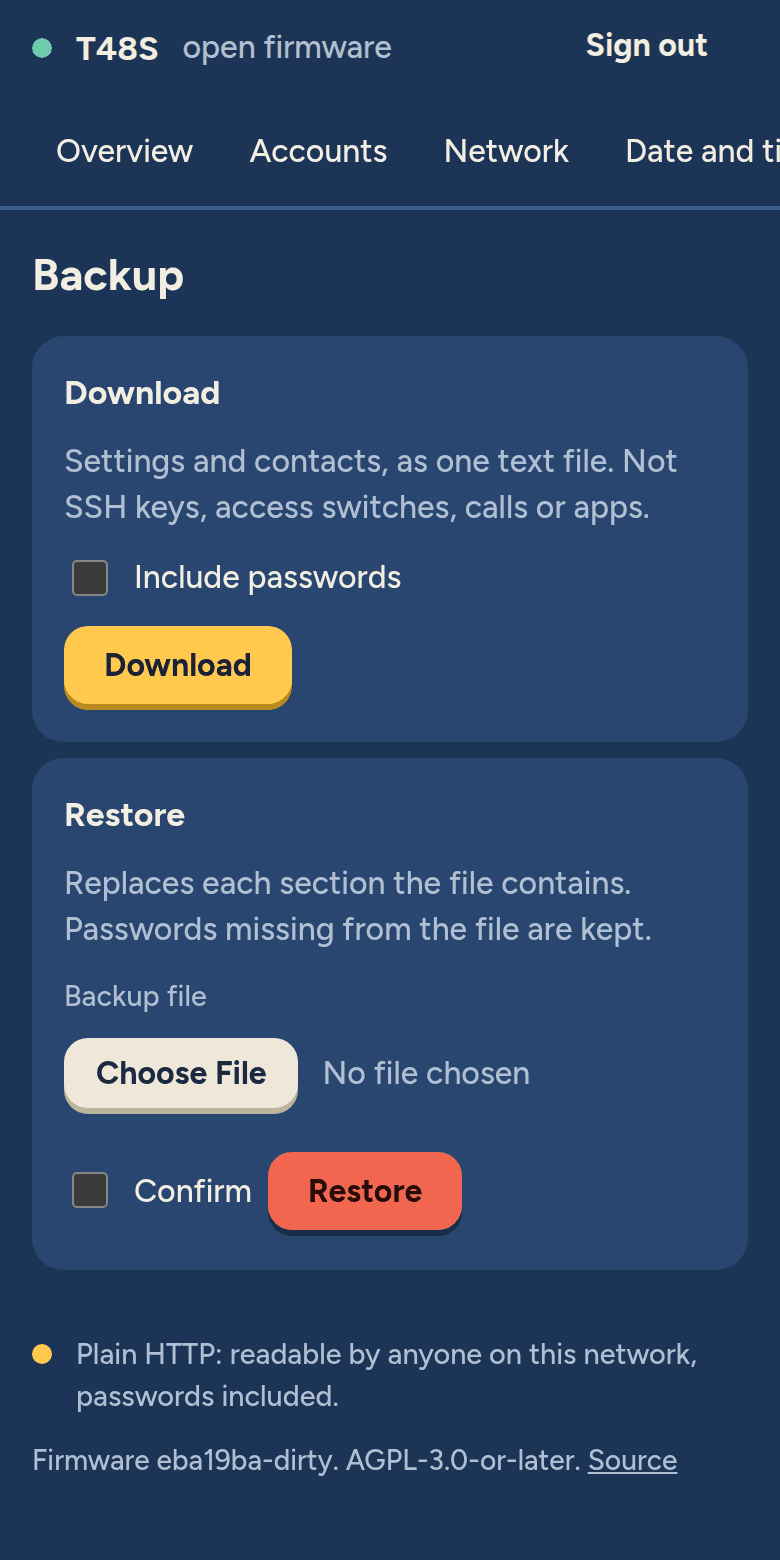 T48S open firmware Sign out
Overview Accounts Network Date and ti
Backup
Download
Settings and contacts, as one text file. Not
SSH keys, access switches, calls or apps.
Include passwords
Download
Restore
Replaces each section the file contains.
Passwords missing from the file are kept.
Backup file
Choose File No file chosen
Confirm Restore
Plain HTTP: readable by anyone on this network,
passwords included.
Firmware eba19ba-dirty. AGPL-3.0-or-later. Source